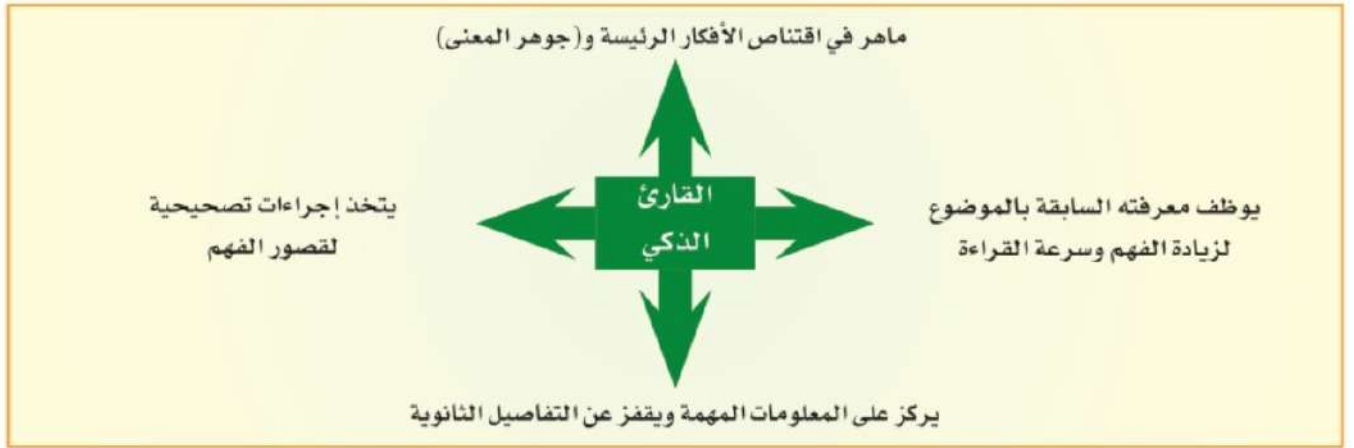 ماهر في اقتناص الأفكار الرئيسة و(جوهر المعنى)
القارئ
الذكي
يوظف معرفته السابقة بالموضوع
لزيادة الفهم وسرعة القراءة
يتخذ إجراءات تصحيحية
لقصور الفهم
يركز على المعلومات المهمة ويقفز عن التفاصيل الثانوية